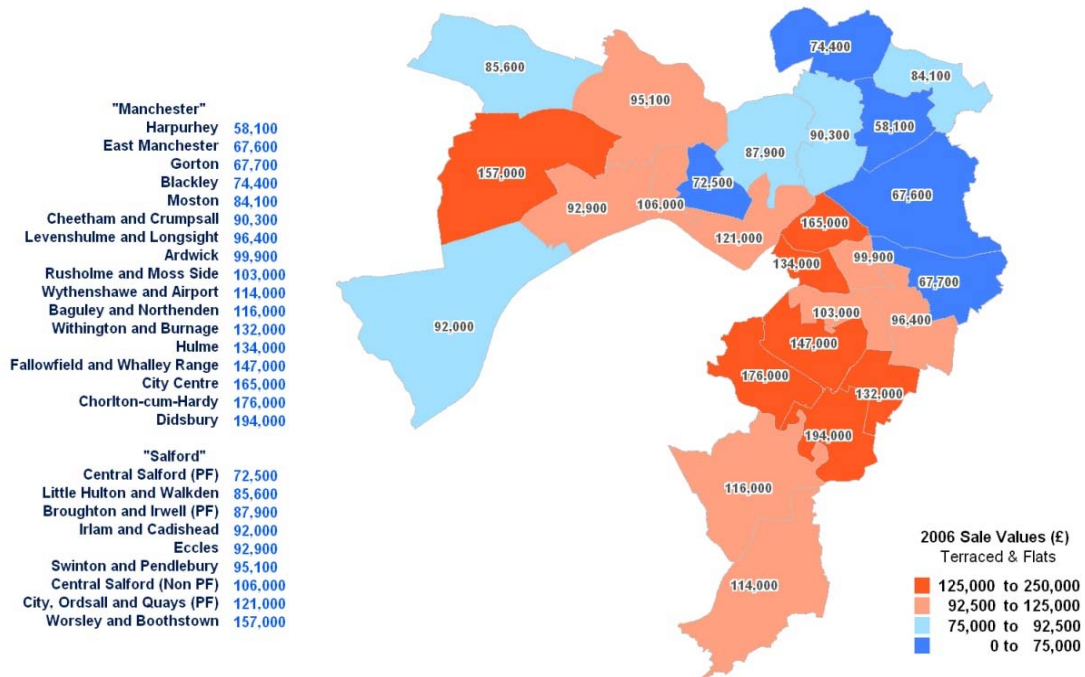 "Manchester"
Harpurhey 58,100
East Manchester 67,600
Gorton 67,700
Blackley 74,400
Moston 84,100
Cheetham and Crumpsall 90,300
Levenshulme and Longsight 96,400
Ardwick 99,900
Rusholme and Moss Side 103,000
Wythenshawe and Airport 114,000
Baguley and Northenden 116,000
Withington and Burnage 132,000
Hulme 134,000
Fallowfield and Whalley Range 147,000
City Centre 165,000
Chorlton-cum-Hardy 176,000
Didsbury 194,000
"Salford"
Central Salford (PF) 72,500
Little Hulton and Walkden 85,600
Broughton and Irwell (PF) 87,900
Irlam and Cadishead 92,000
Eccles 92,900
Swinton and Pendlebury 95,100
Central Salford (Non PF) 106,000
City, Ordsall and Quays (PF) 121,000
Worsley and Boothstown 157,000
74,400
85,600
84,100
95,100
58,100
90,300
87,900
157,000
72,500
67,600
106,000
92,900
165,000
121,000
99,900
134,000
67,700
103,000
96,400
92,000
147,000
176,000
132,000
194,000
116,000
114,000
2006 Sale Values (£)
Terraced & Flats
125,000 to 250,000
92,500 to 125,000
75,000 to 92,500
0 to 75,000